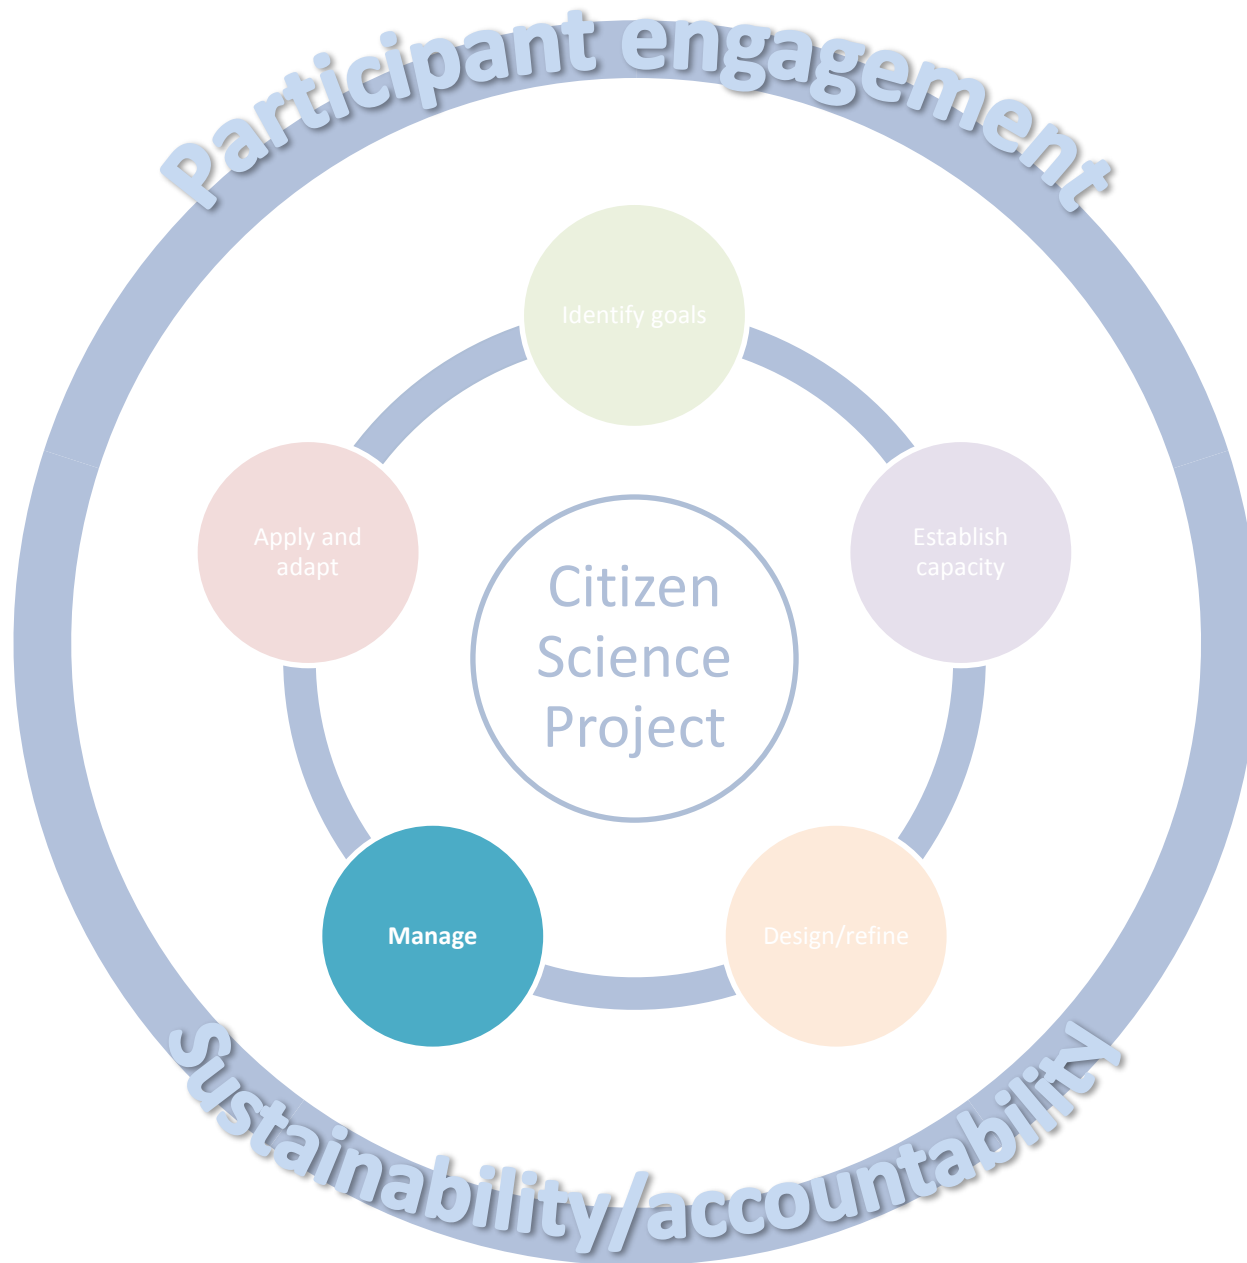 Participant engagement
Identify goals
Apply and
adapt
Establish
capacity
Citizen
Science
Project
Manage
Design/refine
Sustainability/accountability